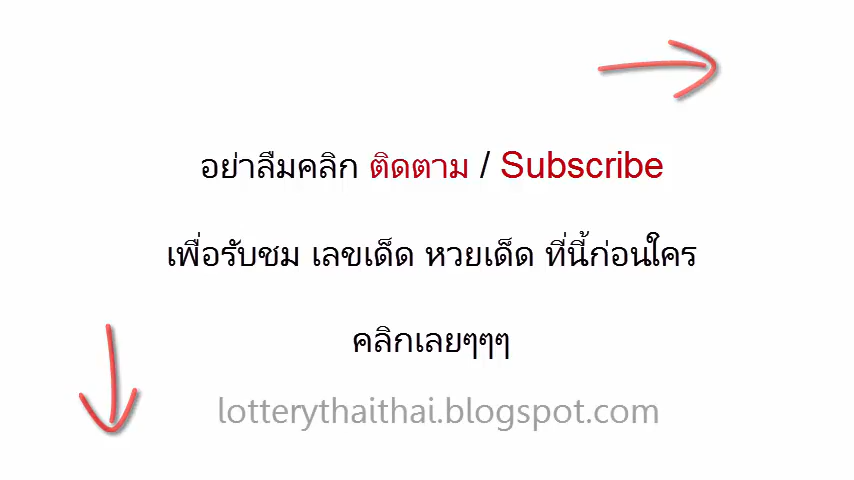 อย่าลืมคลิก ติดตาม / Subscribe
เพื่อรับชม เลขเด็ด หวยเด็ด ที่นี้ก่อนใคร
คลิกเลยๆๆๆ
lotterythaithai.blogspot.com